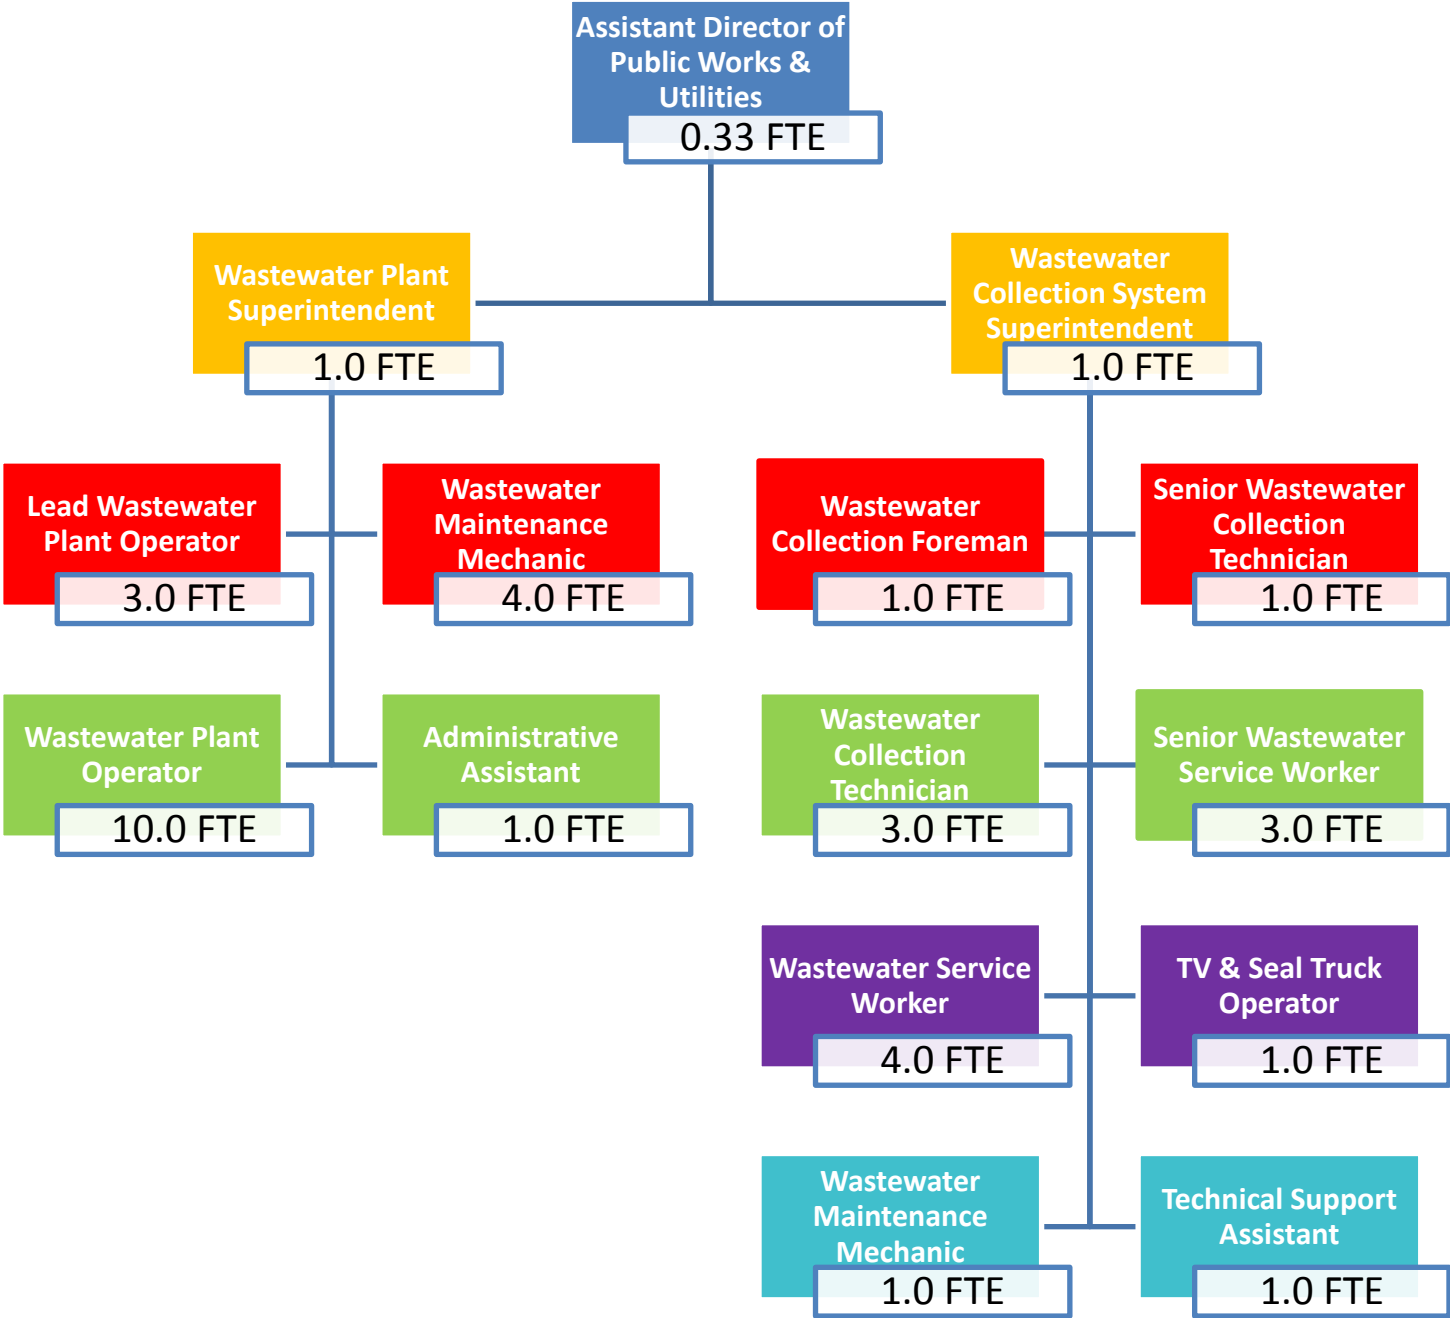 Assistant Director of
Public Works &
Utilities
0.33 FTE
Wastewater Plant
Superintendent
1.0 FTE
Wastewater
Collection System
Superintendent
1.0 FTE
Lead Wastewater
Plant Operator
3.0 FTE
Wastewater
Maintenance
Mechanic
4.0 FTE
Wastewater
Collection Foreman
1.0 FTE
Senior Wastewater
Collection
Technician
1.0 FTE
Wastewater Plant
Operator
10.0 FTE
Administrative
Assistant
1.0 FTE
Wastewater
Collection
Technician
3.0 FTE
Senior Wastewater
Service Worker
3.0 FTE
Wastewater Service
Worker
4.0 FTE
TV & Seal Truck
Operator
1.0 FTE
Wastewater
Maintenance
Mechanic
1.0 FTE
Technical Support
Assistant
1.0 FTE